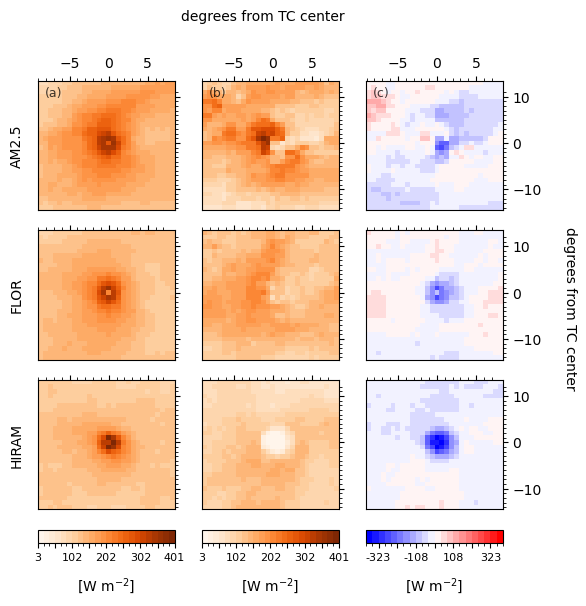 degrees from TC center
−5 0 5 −5 0 5 −5 0 5
(a) (b) (c)
AM2.5
10
0
−10
FLOR
10
0
−10
degrees from TC center
HIRAM
10
0
−10
3 102 202 302 401 3 102 202 302 401 -323 -108 108 323
[W m−2] [W m−2] [W m−2]